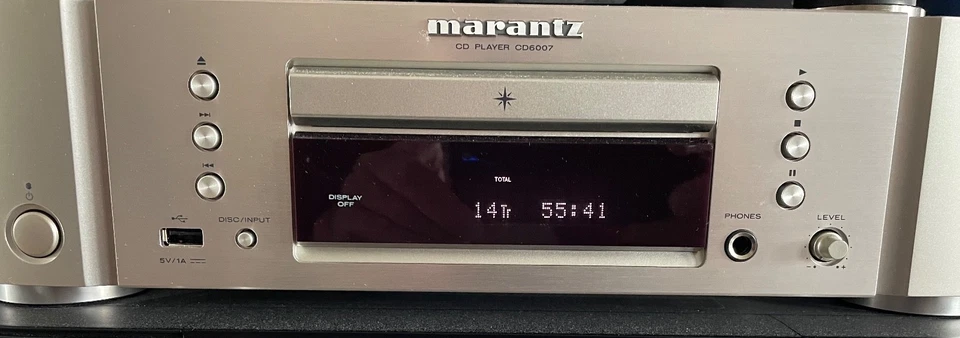 marantz
CD PLAYER CD6007
TOTAL
DISPLAY
OFF
14Tr 55:41
DISC/INPUT
5V/1A
PHONES
LEVEL